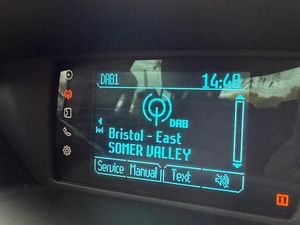 DAB1 14:48
DAB
Bristol - East
SOMER VALLEY
Service Manual Text